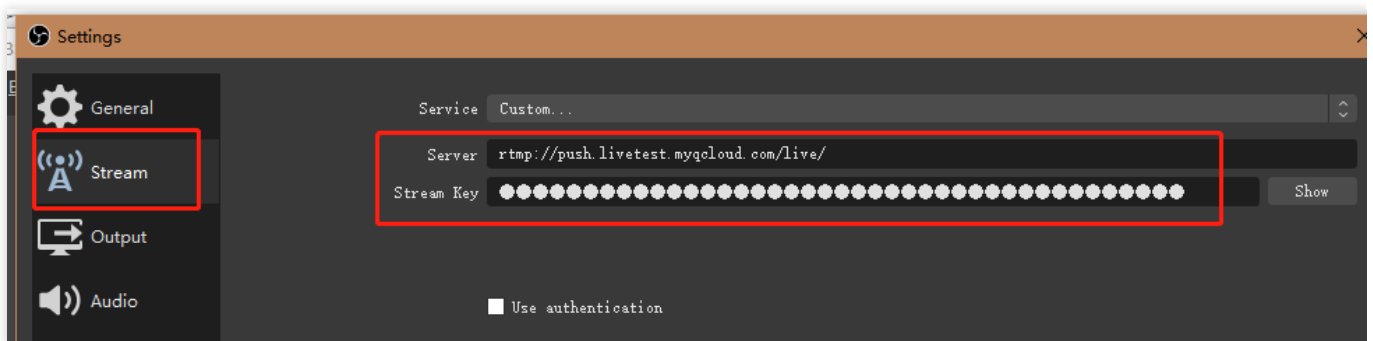 Settings
General
Service Custom...
Server rtmp://push.livetest.myqcloud.com/live/
Stream
Stream Key ●●●●●●●●●●●●●●●●●●●●●●●●●●●●●●●●●●●●●●●●● Show
Output
Audio
Use authentication